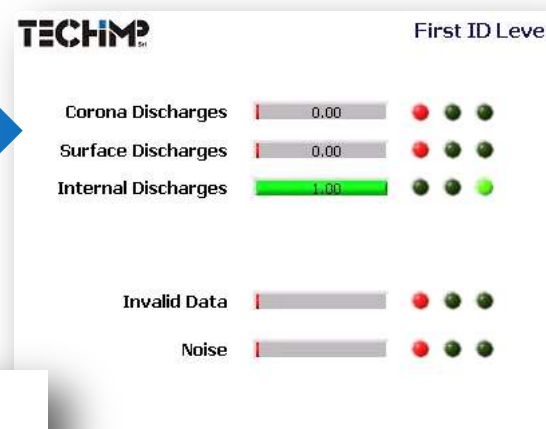 TECHIMP
Srl
First ID Leve
Corona Discharges 0.00
Surface Discharges 0.00
Internal Discharges 1.00
Invalid Data
Noise